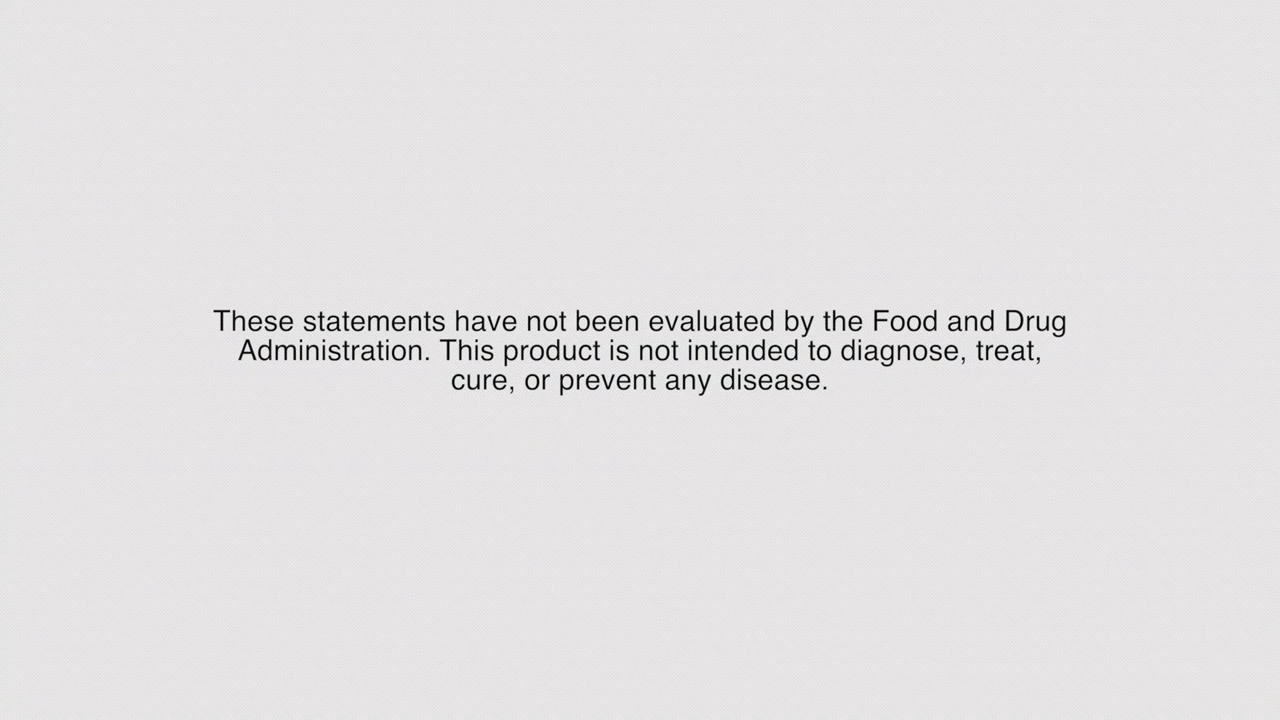 These statements have not been evaluated by the Food and Drug
Administration. This product is not intended to diagnose, treat,
cure, or prevent any disease.